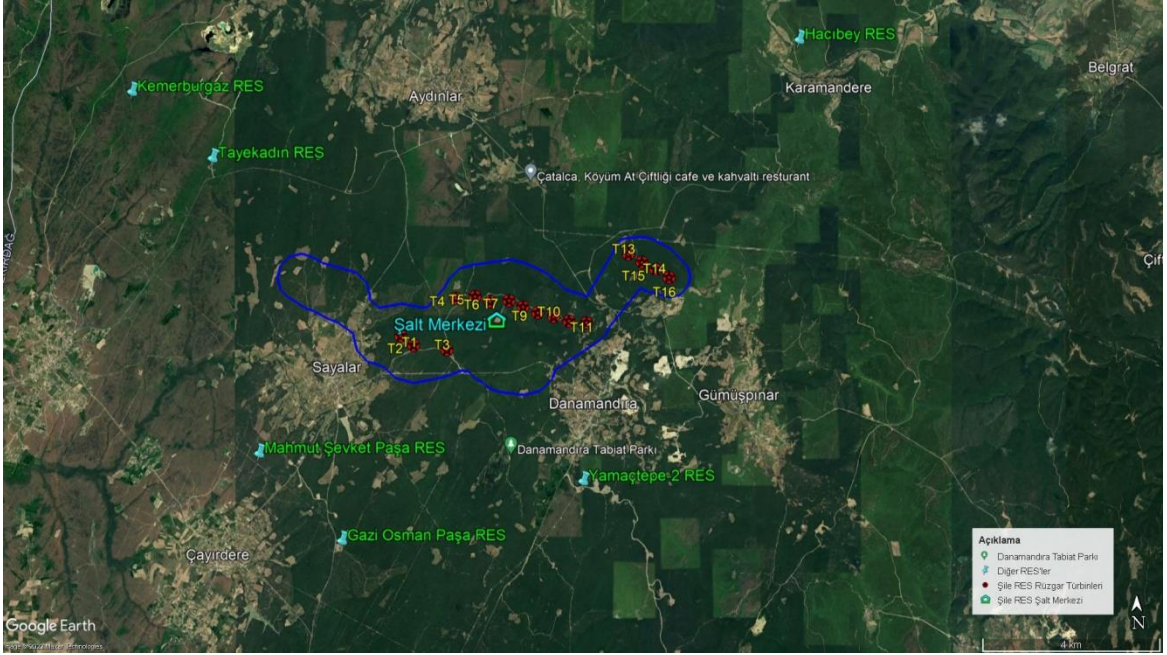 Hacıbey RES
Belgrat
Kemerburgaz RES
Karamandere
Aydınlar
Tayekadın RES
Çatalca, Köyüm At Çiftliği cafe ve kahvaltı resturant
T13
T14
T15
T16
T4
T5
T6
T7
T9
T10
T11
Şalt Merkezi
T1
T2
T3
Sayalar
Gümüşpınar
Danamandıra
Mahmut Şevket Paşa RES
Danamandıra Tabiat Parkı
Yamaçtepe-2 RES
Gazi Osman Paşa RES
Çayırdere
Açıklama
Danamandıra Tabiat Parkı
Diğer RES'ler
Şile RES Rüzgar Türbinleri
Şile RES Şalt Merkezi
N
Google Earth
4 km